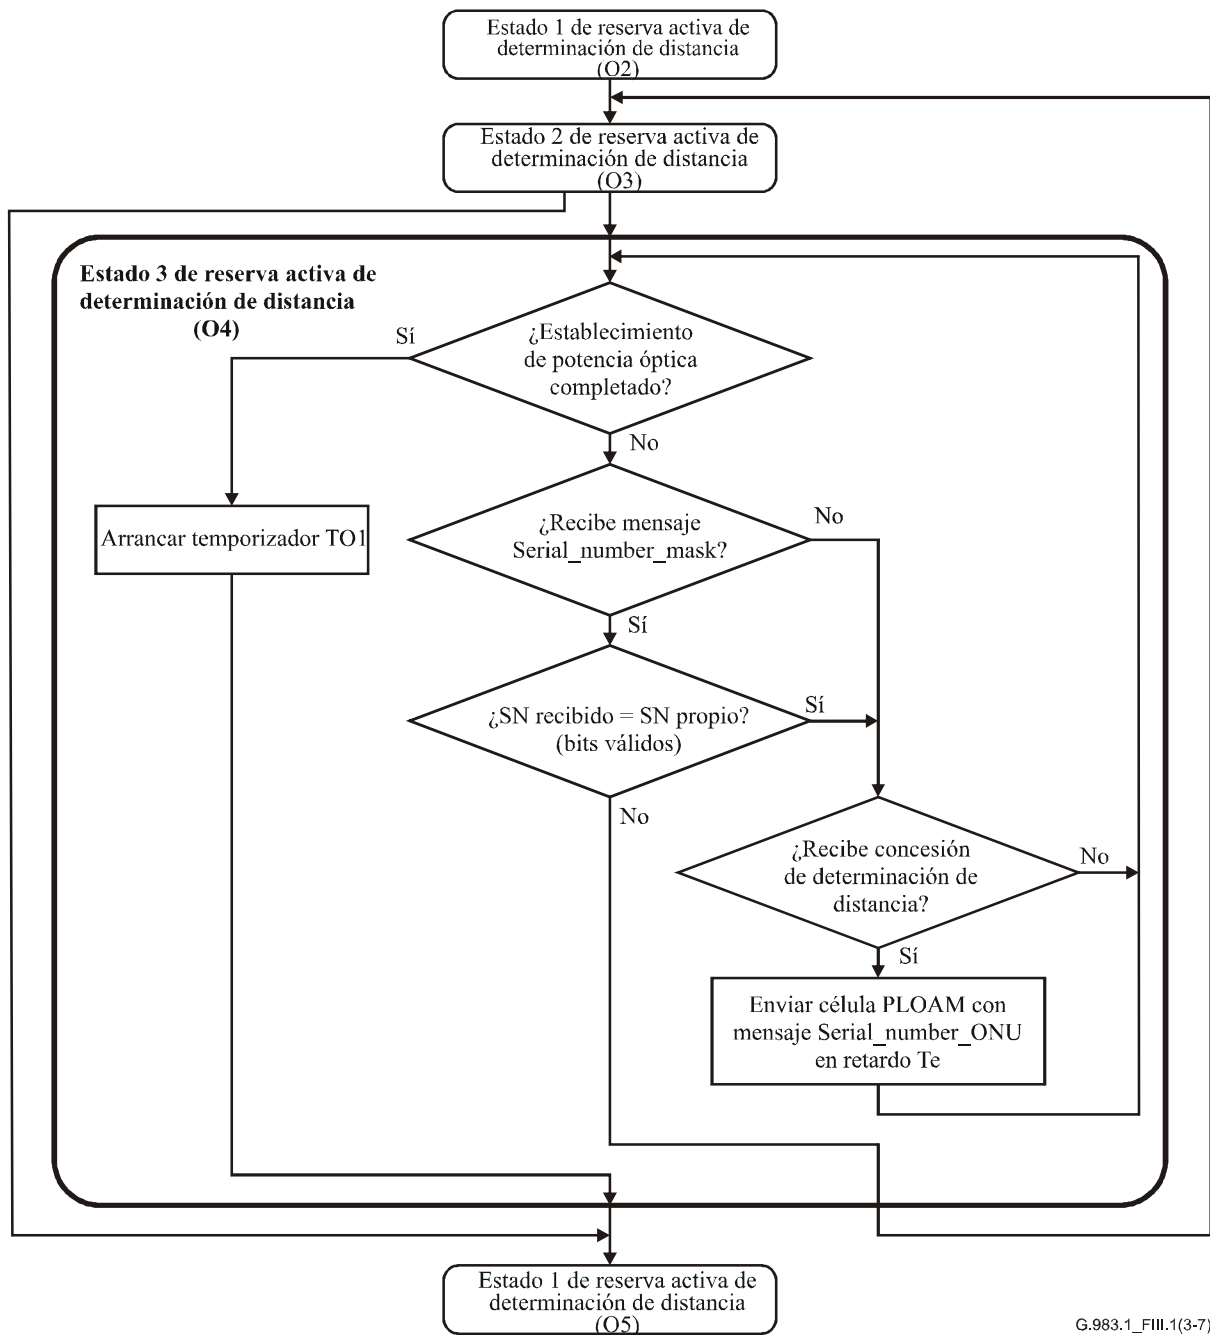 Estado 1 de reserva activa de
determinación de distancia
(O2)
Estado 2 de reserva activa de
determinación de distancia
(O3)
Estado 3 de reserva activa de
determinación de distancia
(O4)
Sí
¿Establecimiento
de potencia óptica
completado?
No
Arrancar temporizador TO1
¿Recibe mensaje
Serial_number_mask?
No
Sí
¿SN recibido = SN propio?
(bits válidos)
Sí
No
¿Recibe concesión
de determinación de
distancia?
No
Sí
Enviar célula PLOAM con
mensaje Serial_number_ONU
en retardo Te
Estado 1 de reserva activa de
determinación de distancia
(O5)
G.983.1_FIII.1(3-7)